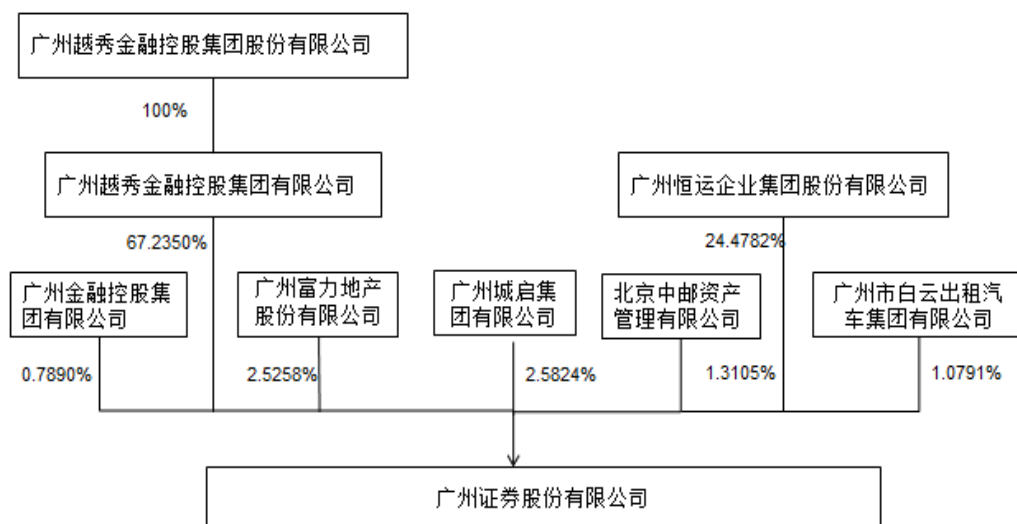 广州越秀金融控股集团股份有限公司
100%
广州越秀金融控股集团有限公司
广州恒运企业集团股份有限公司
67.2350%
24.4782%
广州金融控股集
团有限公司
广州富力地产
股份有限公司
广州城启集
团有限公司
北京中邮资产
管理有限公司
广州市白云出租汽
车集团有限公司
0.7890%
2.5258%
2.5824%
1.3105%
1.0791%
广州证券股份有限公司